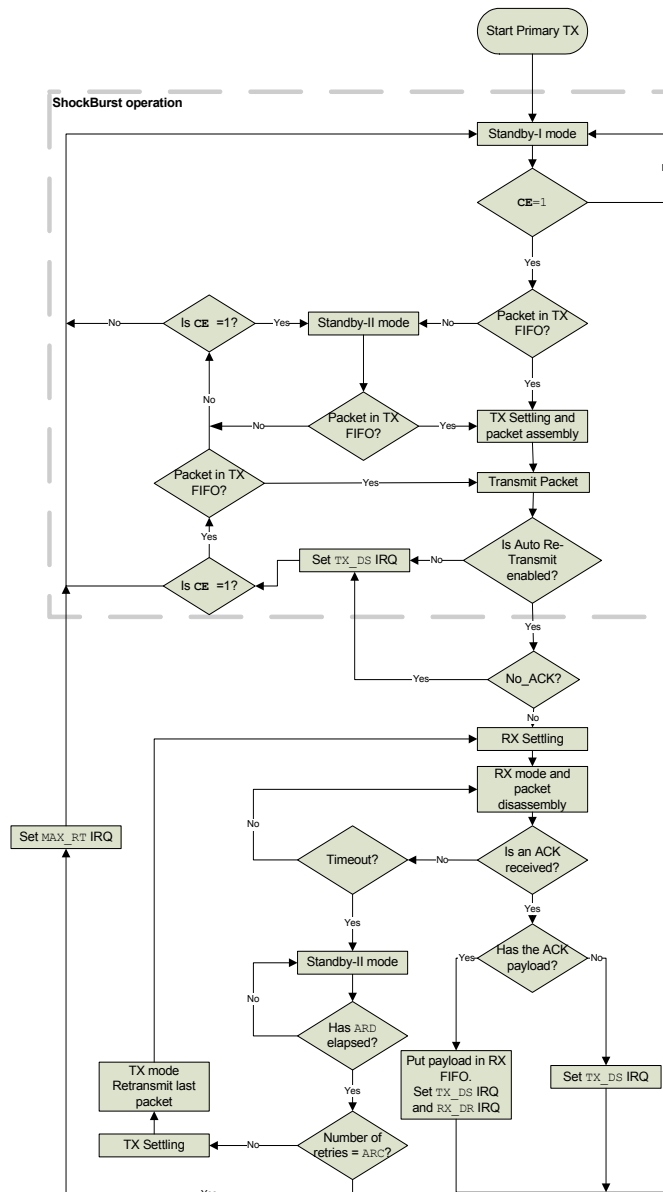 Start Primary TX
ShockBurst operation
Standby-I mode
CE=1
Yes
Is CE =1?
No
Yes
Standby-II mode
No
Packet in TX
FIFO?
Yes
No
Packet in TX
FIFO?
No
Yes
TX Settling and
packet assembly
Packet in TX
FIFO?
Yes
Transmit Packet
Yes
Is CE =1?
Set TX_DS IRQ
No
Is Auto Re-
Transmit
enabled?
Yes
Yes
No_ACK?
No
RX Settling
RX mode and
packet
disassembly
No
Set MAX_RT IRQ
Timeout?
No
Is an ACK
received?
Yes
Yes
Standby-II mode
Yes
Has the ACK
payload?
No
No
Has ARD
elapsed?
Yes
TX mode
Retransmit last
packet
Put payload in RX
FIFO.
Set TX_DS IRQ
and RX_DR IRQ
Set TX_DS IRQ
TX Settling
No
Number of
retries = ARC?